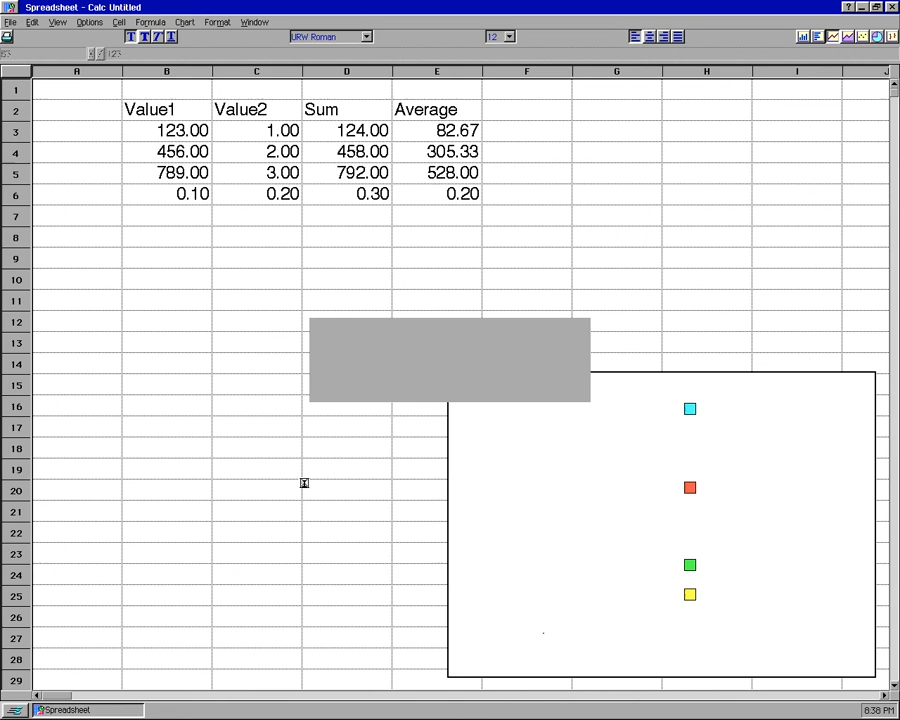 Spreadsheet - Calc Untitled
File Edit View Options Cell Formula Chart Format Window
T T T T URW Roman 12
B3 123
A B C D E F G H I J
1
2 Value1 Value2 Sum Average
3 123.00 1.00 124.00 82.67
4 456.00 2.00 458.00 305.33
5 789.00 3.00 792.00 528.00
6 0.10 0.20 0.30 0.20
7
8
9
10
11
12
13
14
15
16
17
18
19
20
21
22
23
24
25
26
27
28
29
Spreadsheet 8:38 PM